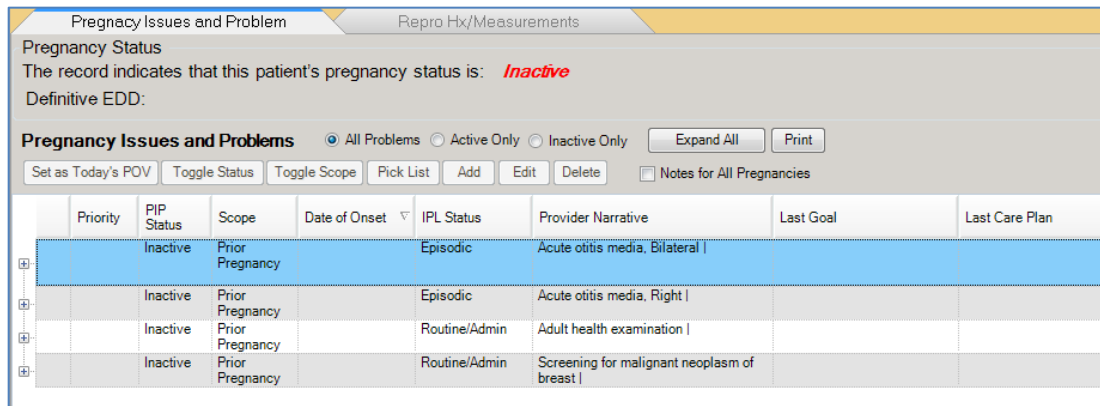 Pregnacy Issues and Problem Repro Hx/Measurements
Pregnancy Status
The record indicates that this patient's pregnancy status is: Inactive
Definitive EDD:
Pregnancy Issues and Problems All Problems Active Only Inactive Only Expand All Print
Set as Today's POV Toggle Status Toggle Scope Pick List Add Edit Delete Notes for All Pregnancies
Priority PIP Status Scope Date of Onset IPL Status Provider Narrative Last Goal Last Care Plan
Inactive Prior Pregnancy Episodic Acute otitis media, Bilateral |
Inactive Prior Pregnancy Episodic Acute otitis media, Right |
Inactive Prior Pregnancy Routine/Admin Adult health examination |
Inactive Prior Pregnancy Routine/Admin Screening for malignant neoplasm of breast |